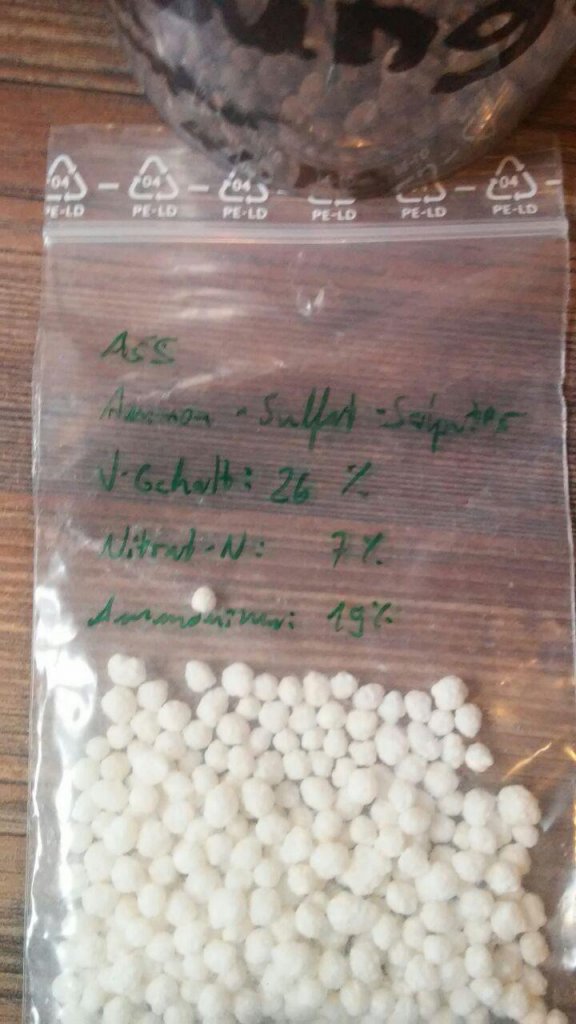 ung
04 04 04 04 04
PE-LD PE-LD PE-LD PE-LD PE-LD PE-LD
ASS
Ammon-Sulfat-Salpeter
N-Gehalt: 26 %
Nitrat-N: 7%
Ammonium: 19%